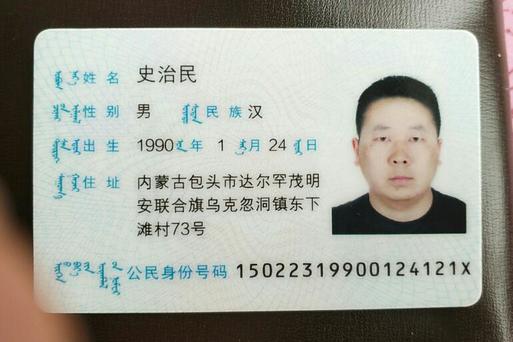 姓名 史治民
性别 男 民族 汉
出生 1990 年 1 月 24 日
住址 内蒙古包头市达尔罕茂明
安联合旗乌克忽洞镇东下
滩村73号
公民身份号码 15022319900124121X